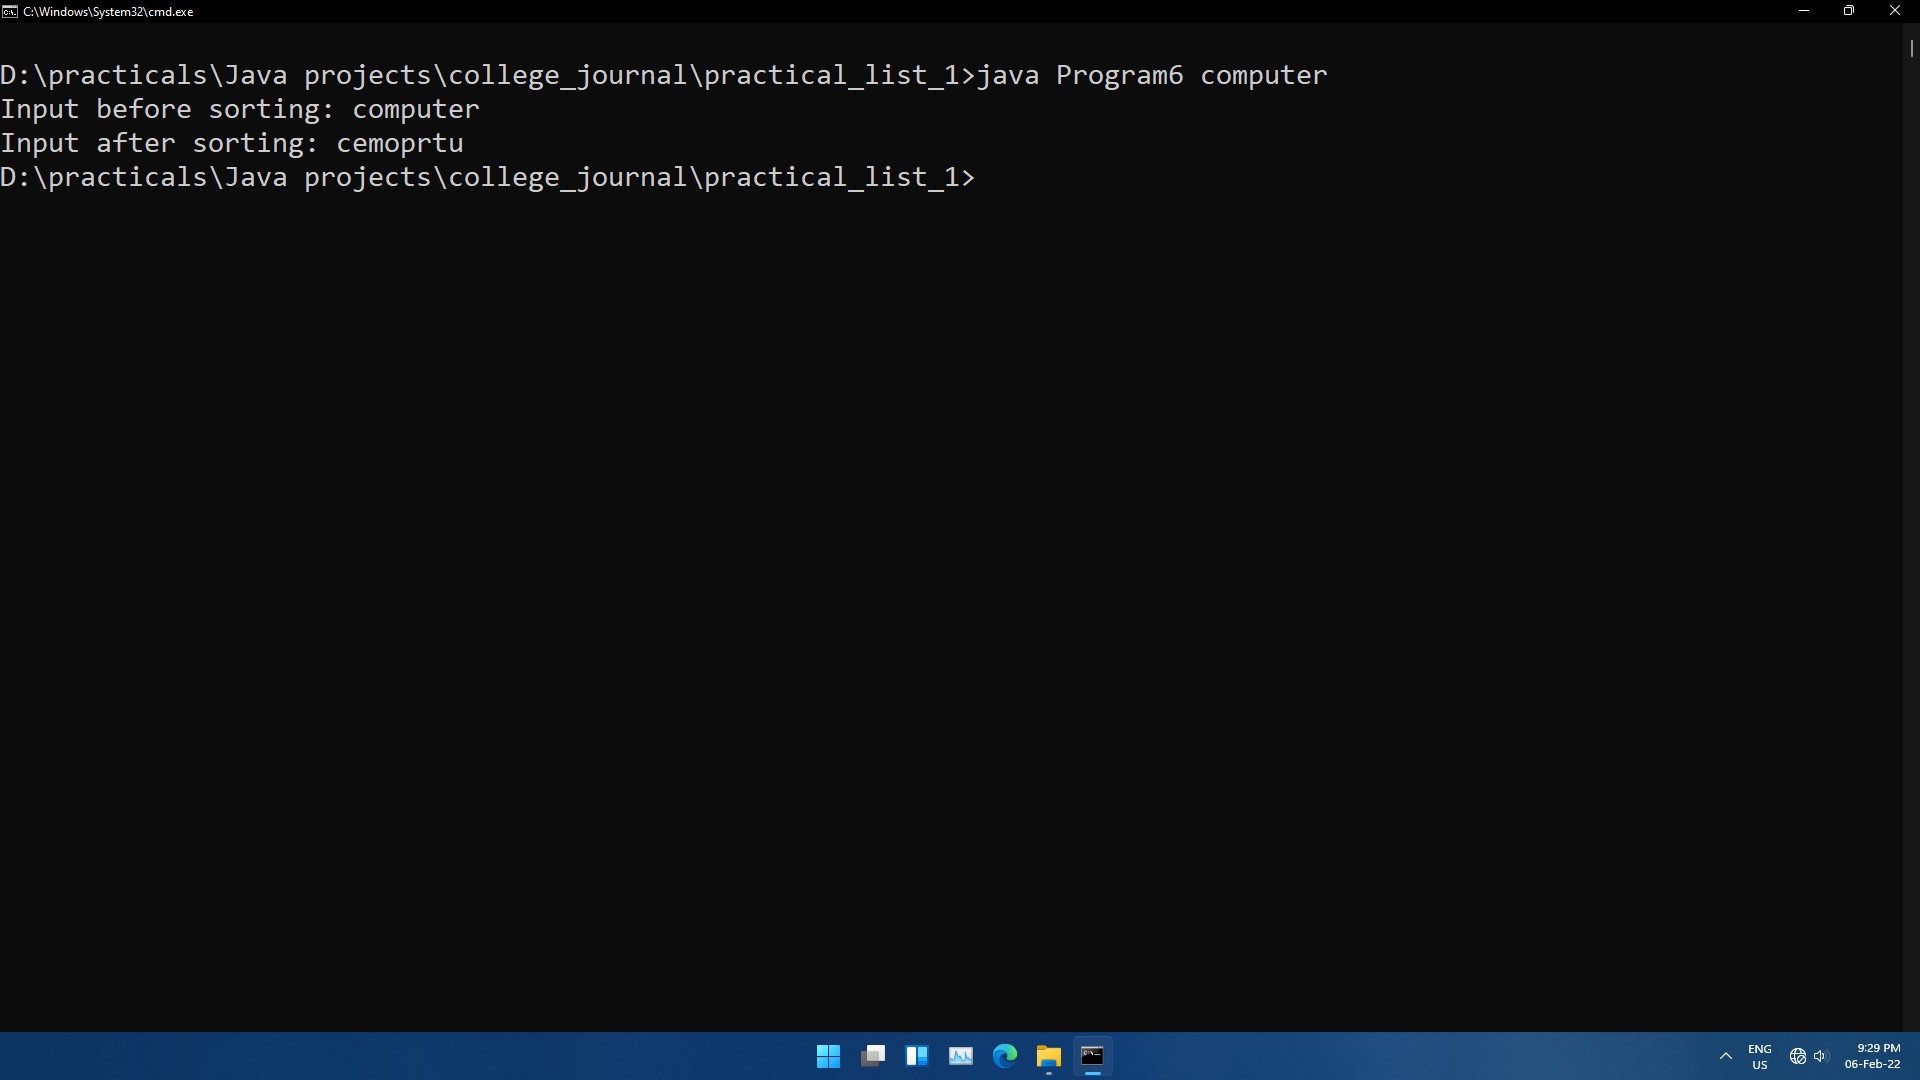 C:\Windows\System32\cmd.exe
D:\practicals\Java projects\college_journal\practical_list_1>java Program6 computer
Input before sorting: computer
Input after sorting: cemoprtu
D:\practicals\Java projects\college_journal\practical_list_1>
ENG
US
9:29 PM
06-Feb-22